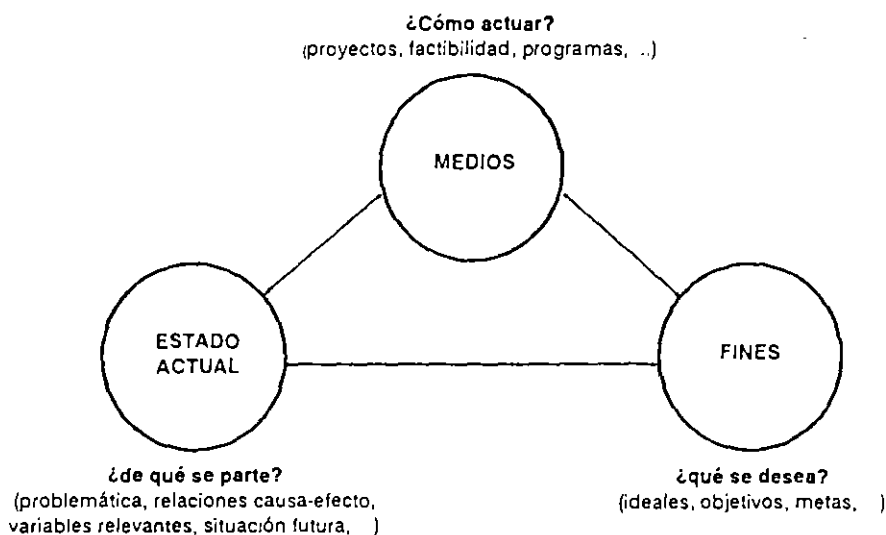 ¿Cómo actuar?
(proyectos, factibilidad, programas, ..)
MEDIOS
ESTADO
ACTUAL
FINES
¿de qué se parte?
(problemática, relaciones causa-efecto,
variables relevantes, situación futura, )
¿qué se desea?
(ideales, objetivos, metas, )